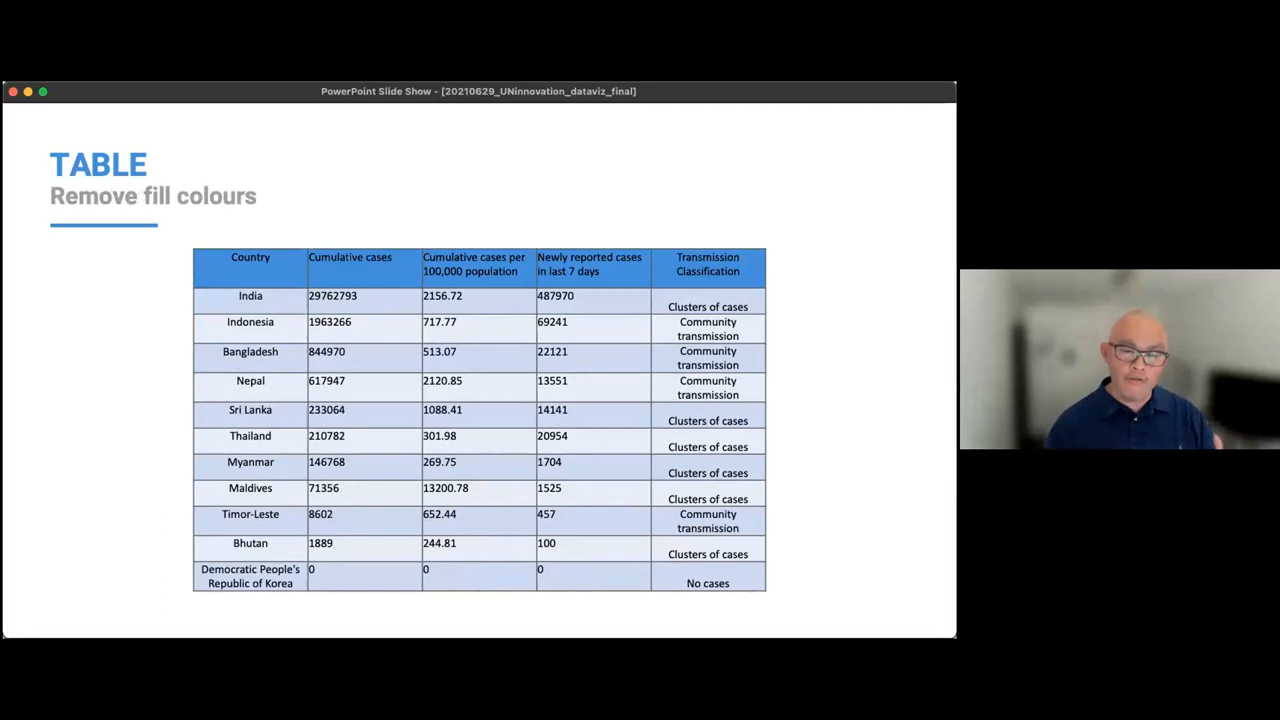 PowerPoint Slide Show - [20210629_UNinnovation_dataviz_final]
TABLE
Remove fill colours
Country Cumulative cases Cumulative cases per 100,000 population Newly reported cases in last 7 days Transmission Classification
India 29762793 2156.72 487970 Clusters of cases
Indonesia 1963266 717.77 69241 Community transmission
Bangladesh 844970 513.07 22121 Community transmission
Nepal 617947 2120.85 13551 Community transmission
Sri Lanka 233064 1088.41 14141 Clusters of cases
Thailand 210782 301.98 20954 Clusters of cases
Myanmar 146768 269.75 1704 Clusters of cases
Maldives 71356 13200.78 1525 Clusters of cases
Timor-Leste 8602 652.44 457 Community transmission
Bhutan 1889 244.81 100 Clusters of cases
Democratic People's Republic of Korea 0 0 0 No cases